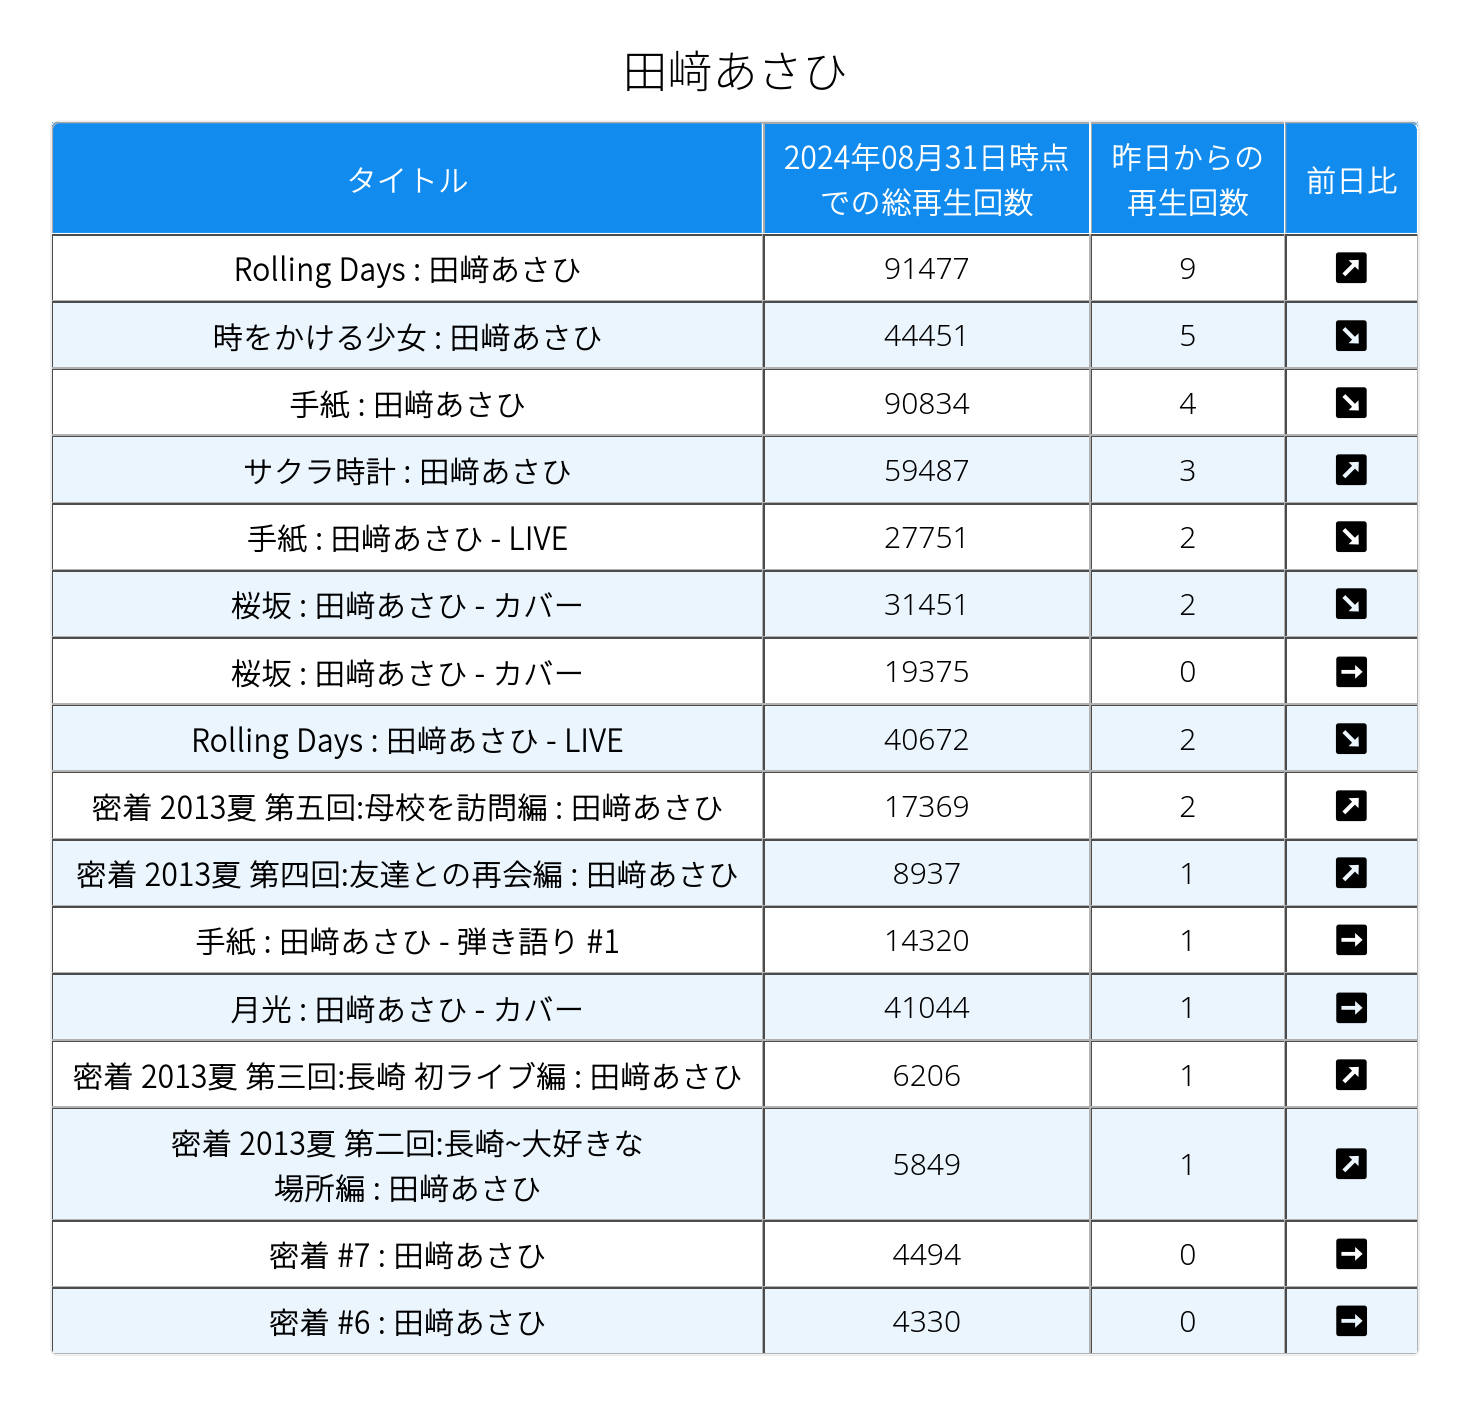 田﨑あさひ
タイトル
2024年08月31日時点
での総再生回数
昨日からの
再生回数
前日比
Rolling Days : 田﨑あさひ 91477 9
時をかける少女 : 田﨑あさひ 44451 5
手紙 : 田﨑あさひ 90834 4
サクラ時計 : 田﨑あさひ 59487 3
手紙 : 田﨑あさひ - LIVE 27751 2
桜坂 : 田﨑あさひ - カバー 31451 2
桜坂 : 田﨑あさひ - カバー 19375 0
Rolling Days : 田﨑あさひ - LIVE 40672 2
密着 2013夏 第五回:母校を訪問編 : 田﨑あさひ 17369 2
密着 2013夏 第四回:友達との再会編 : 田﨑あさひ 8937 1
手紙 : 田﨑あさひ - 弾き語り #1 14320 1
月光 : 田﨑あさひ - カバー 41044 1
密着 2013夏 第三回:長崎 初ライブ編 : 田﨑あさひ 6206 1
密着 2013夏 第二回:長崎~大好きな
場所編 : 田﨑あさひ 5849 1
密着 #7 : 田﨑あさひ 4494 0
密着 #6 : 田﨑あさひ 4330 0